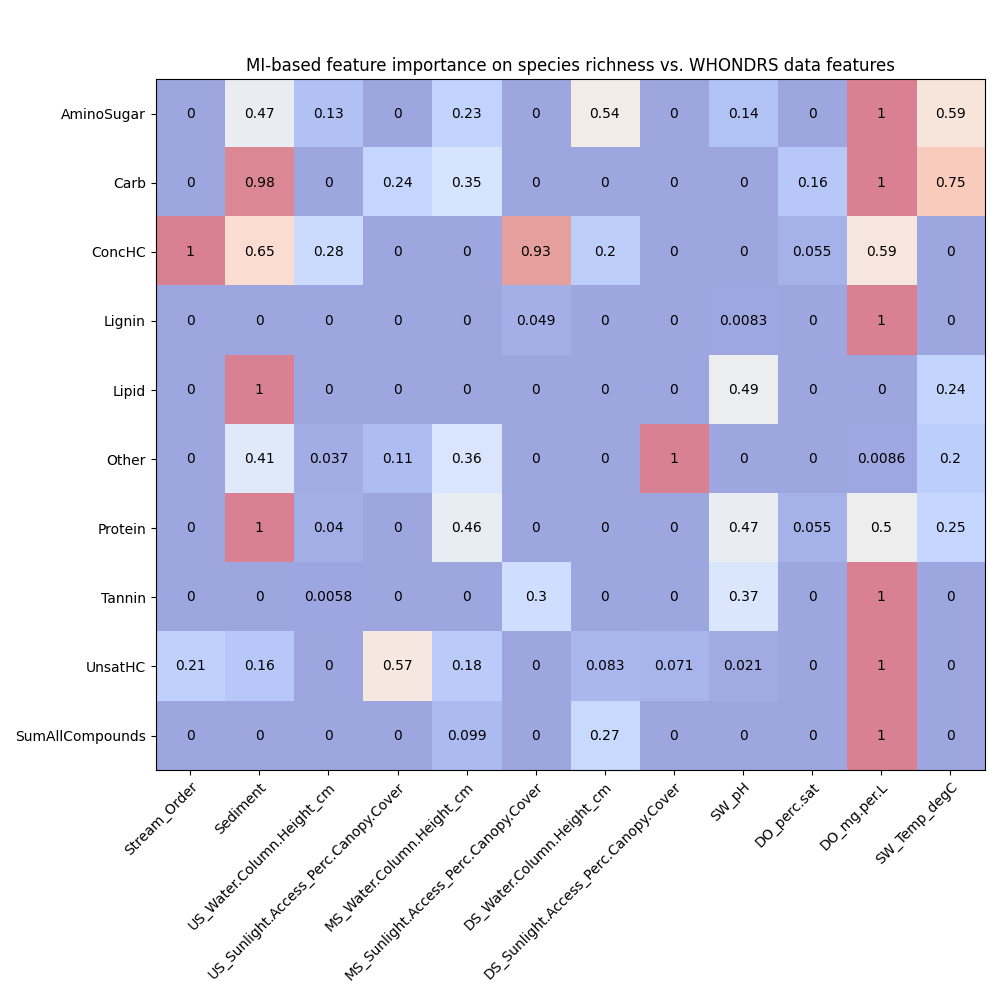 MI-based feature importance on species richness vs. WHONDRS data features
AminoSugar 0 0.47 0.13 0 0.23 0 0.54 0 0.14 0 1 0.59
Carb 0 0.98 0 0.24 0.35 0 0 0 0 0.16 1 0.75
ConcHC 1 0.65 0.28 0 0 0.93 0.2 0 0 0.055 0.59 0
Lignin 0 0 0 0 0 0.049 0 0 0.0083 0 1 0
Lipid 0 1 0 0 0 0 0 0 0.49 0 0 0.24
Other 0 0.41 0.037 0.11 0.36 0 0 1 0 0 0.0086 0.2
Protein 0 1 0.04 0 0.46 0 0 0 0.47 0.055 0.5 0.25
Tannin 0 0 0.0058 0 0 0.3 0 0 0.37 0 1 0
UnsatHC 0.21 0.16 0 0.57 0.18 0 0.083 0.071 0.021 0 1 0
SumAllCompounds 0 0 0 0 0.099 0 0.27 0 0 0 1 0
Stream_Order
Sediment
US_Water.Column.Height_cm
US_Sunlight.Access_Perc.Canopy.Cover
MS_Water.Column.Height_cm
MS_Sunlight.Access_Perc.Canopy.Cover
DS_Water.Column.Height_cm
DS_Sunlight.Access_Perc.Canopy.Cover
SW_pH
DO_perc.sat
DO_mg.per.L
SW_Temp_degC